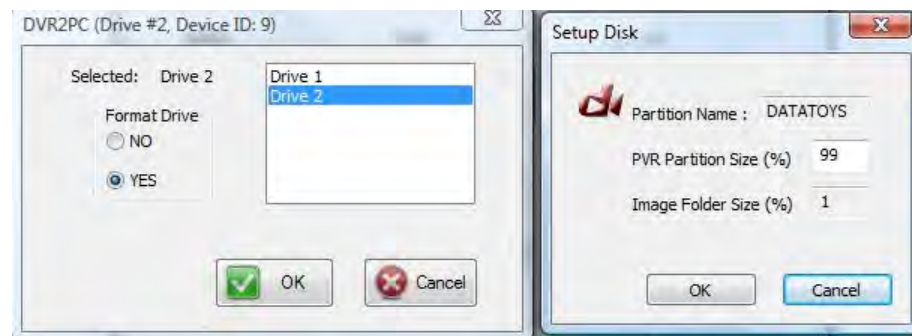 DVR2PC (Drive #2, Device ID: 9)
Selected: Drive 2
Format Drive
NO
YES
Drive 1
Drive 2
OK
Cancel
Setup Disk
Partition Name : DATATOYS
PVR Partition Size (%) 99
Image Folder Size (%) 1
OK
Cancel